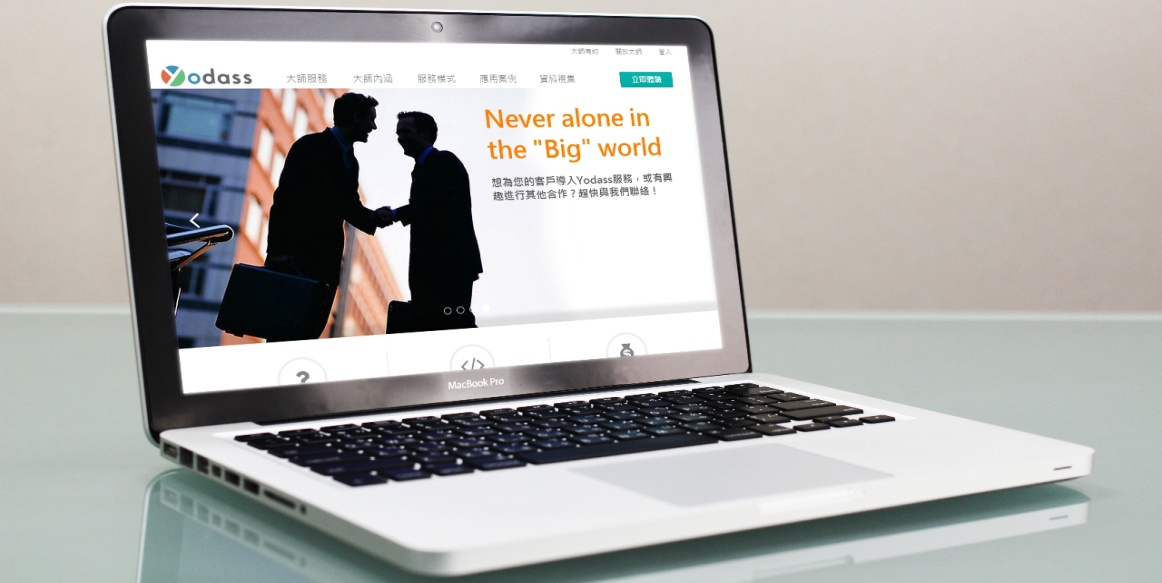 大師有約 關於大師 登入
Yodass 大師服務 大師內涵 服務模式 應用案例 資料視集 立即體驗
Never alone in
the "Big" world
想為您的客戶導入Yodass服務，或有興
趣進行其他合作？趕快與我們聯絡！
MacBook Pro